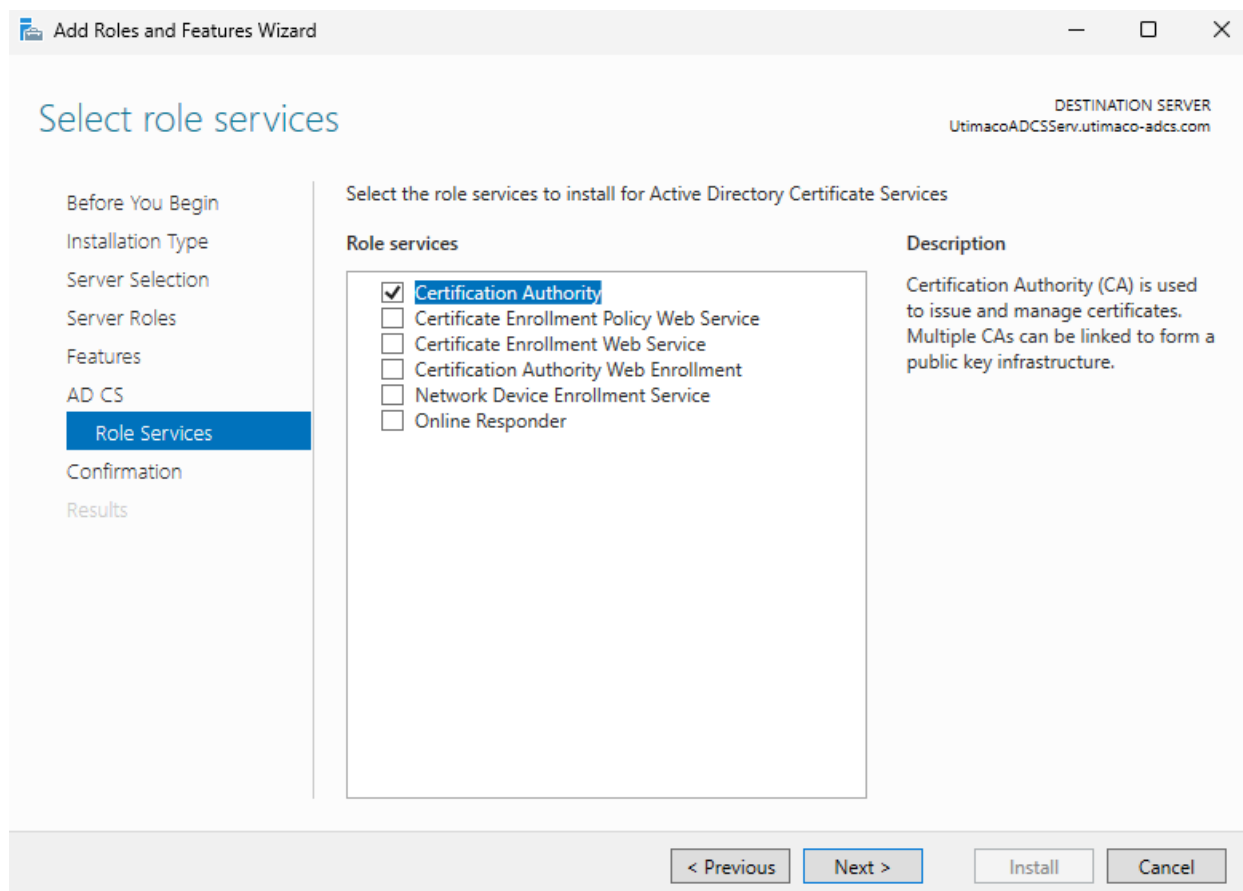 Add Roles and Features Wizard
Select role services
DESTINATION SERVER
UtimacoADCSServ.utimaco-adcs.com
Before You Begin
Installation Type
Server Selection
Server Roles
Features
AD CS
Role Services
Confirmation
Results
Select the role services to install for Active Directory Certificate Services
Role services
Certification Authority
Certificate Enrollment Policy Web Service
Certificate Enrollment Web Service
Certification Authority Web Enrollment
Network Device Enrollment Service
Online Responder
Description
Certification Authority (CA) is used
to issue and manage certificates.
Multiple CAs can be linked to form a
public key infrastructure.
< Previous
Next >
Install
Cancel